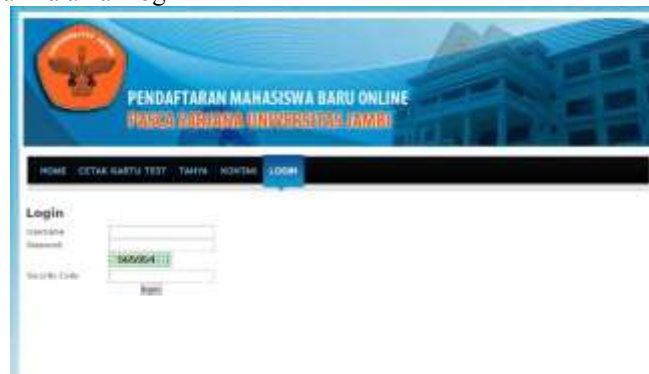 PENDAFTARAN MAHASISWA BARU ONLINE
PASCA SARJANA UNIVERSITAS JAMBI
HOME CETAK KARTU TEST TANYA KONTAK LOGIN
Login
Username
Password
Security Code
login